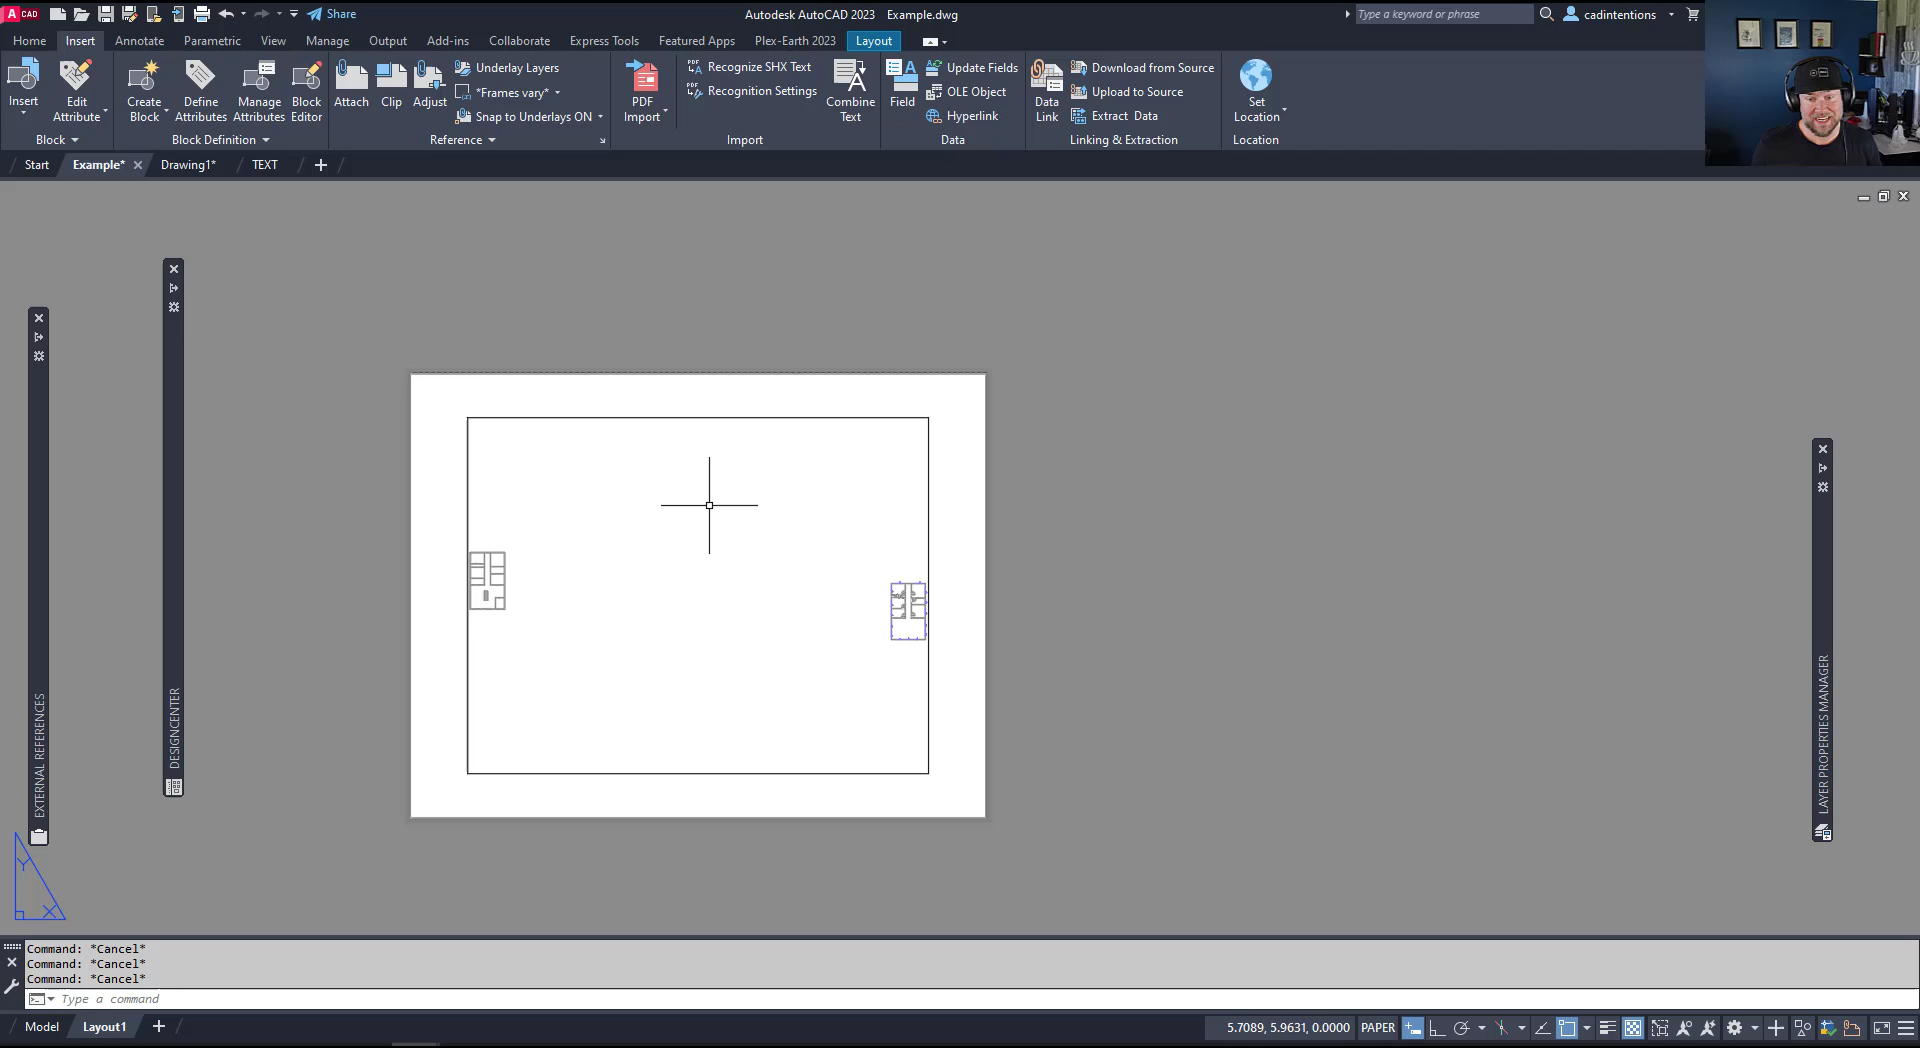 A CAD
Share
Autodesk AutoCAD 2023 Example.dwg
Type a keyword or phrase
cadintentions
Home Insert Annotate Parametric View Manage Output Add-ins Collaborate Express Tools Featured Apps Plex-Earth 2023 Layout
Insert
Edit Attribute
Block
Create Block
Define Attributes
Manage Attributes
Block Editor
Block Definition
Attach
Clip
Adjust
Underlay Layers
*Frames vary*
Snap to Underlays ON
Reference
PDF
PDF Import
PDF Recognize SHX Text
PDF Recognition Settings
Combine Text
Import
Field
Update Fields
OLE Object
Hyperlink
Data
Data Link
Download from Source
Upload to Source
Extract Data
Linking & Extraction
Set Location
Location
Start Example* Drawing1* TEXT
EXTERNAL REFERENCES
DESIGNCENTER
LAYER PROPERTIES MANAGER
Y
X
Command: *Cancel*
Command: *Cancel*
Command: *Cancel*
Type a command
Model Layout1
5.7089, 5.9631, 0.0000 PAPER